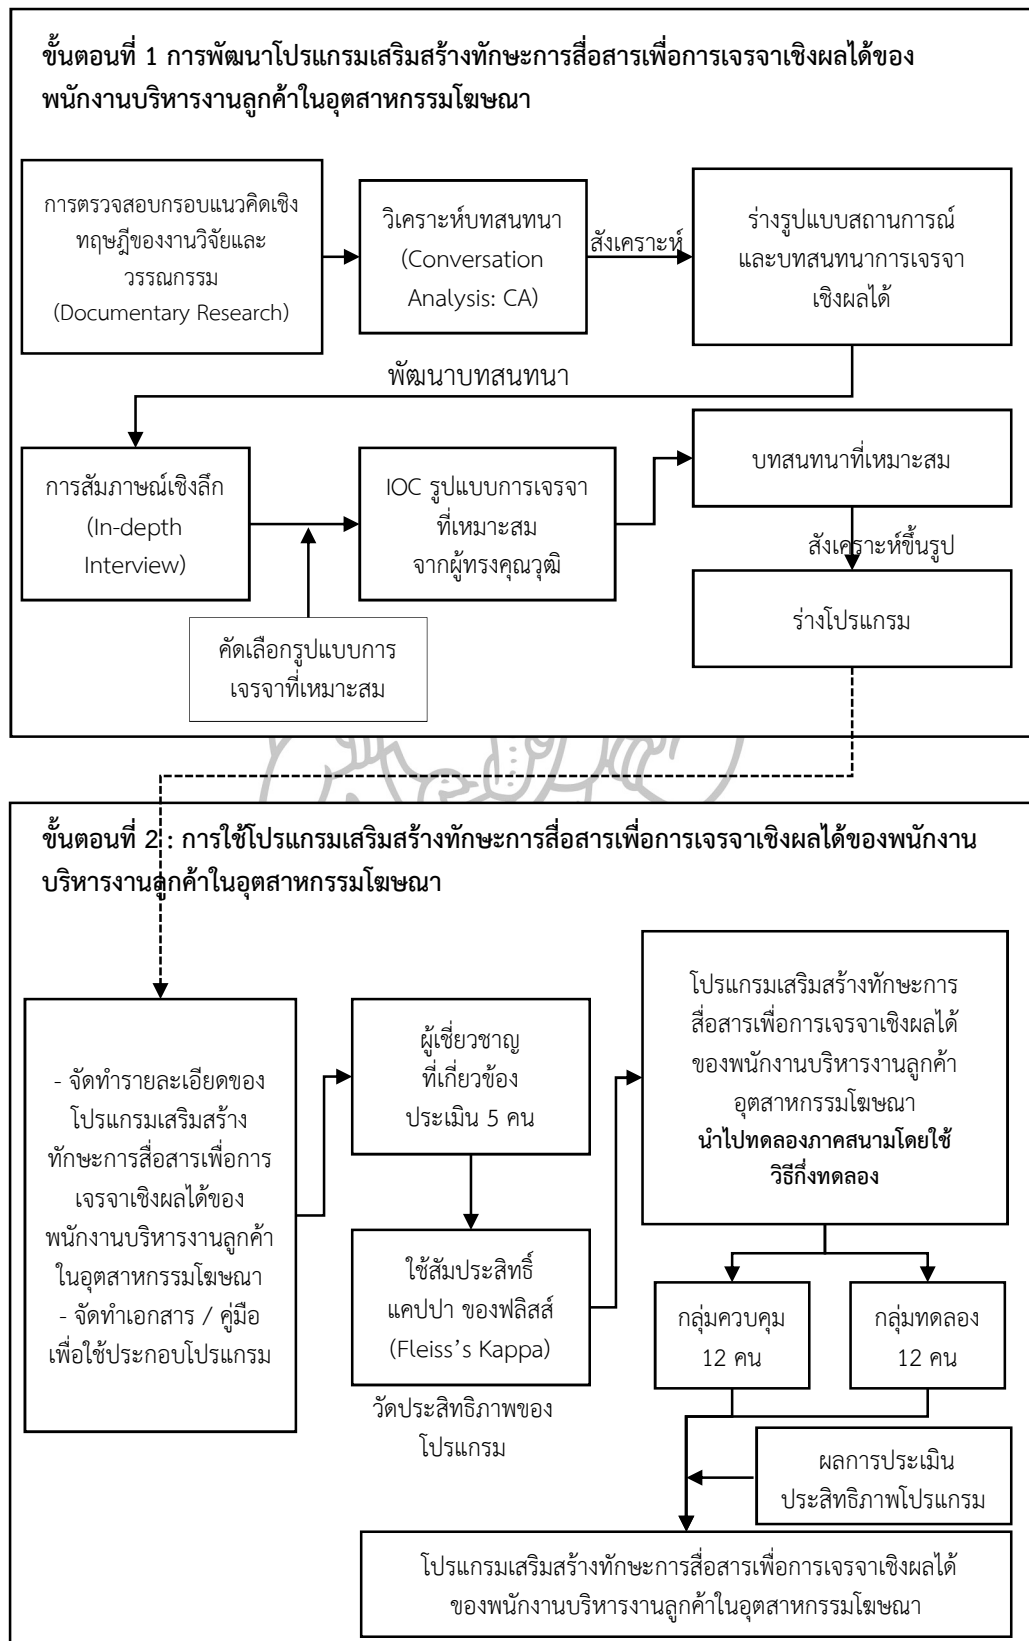 ขั้นตอนที่ 1 การพัฒนาโปรแกรมเสริมสร้างทักษะการสื่อสารเพื่อการเจรจาเชิงผลได้ของ
พนักงานบริหารงานลูกค้าในอุตสาหกรรมโฆษณา
การตรวจสอบกรอบแนวคิดเชิง
ทฤษฎีของงานวิจัยและ
วรรณกรรม
(Documentary Research)
วิเคราะห์บทสนทนา
(Conversation
Analysis: CA)
สังเคราะห์
ร่างรูปแบบสถานการณ์
และบทสนทนาการเจรจา
เชิงผลได้
พัฒนาบทสนทนา
การสัมภาษณ์เชิงลึก
(In-depth
Interview)
IOC รูปแบบการเจรจา
ที่เหมาะสม
จากผู้ทรงคุณวุฒิ
บทสนทนาที่เหมาะสม
สังเคราะห์ขึ้นรูป
ร่างโปรแกรม
คัดเลือกรูปแบบการ
เจรจาที่เหมาะสม
ขั้นตอนที่ 2 : การใช้โปรแกรมเสริมสร้างทักษะการสื่อสารเพื่อการเจรจาเชิงผลได้ของพนักงาน
บริหารงานลูกค้าในอุตสาหกรรมโฆษณา
- จัดทำรายละเอียดของ
โปรแกรมเสริมสร้าง
ทักษะการสื่อสารเพื่อการ
เจรจาเชิงผลได้ของ
พนักงานบริหารงานลูกค้า
ในอุตสาหกรรมโฆษณา
- จัดทำเอกสาร / คู่มือ
เพื่อใช้ประกอบโปรแกรม
ผู้เชี่ยวชาญ
ที่เกี่ยวข้อง
ประเมิน 5 คน
ใช้สัมประสิทธิ์
แคปปา ของฟลิสส์
(Fleiss's Kappa)
วัดประสิทธิภาพของ
โปรแกรม
โปรแกรมเสริมสร้างทักษะการ
สื่อสารเพื่อการเจรจาเชิงผลได้
ของพนักงานบริหารงานลูกค้า
อุตสาหกรรมโฆษณา
นำไปทดลองภาคสนามโดยใช้
วิธีกึ่งทดลอง
กลุ่มควบคุม
12 คน
กลุ่มทดลอง
12 คน
ผลการประเมิน
ประสิทธิภาพโปรแกรม
โปรแกรมเสริมสร้างทักษะการสื่อสารเพื่อการเจรจาเชิงผลได้
ของพนักงานบริหารงานลูกค้าในอุตสาหกรรมโฆษณา